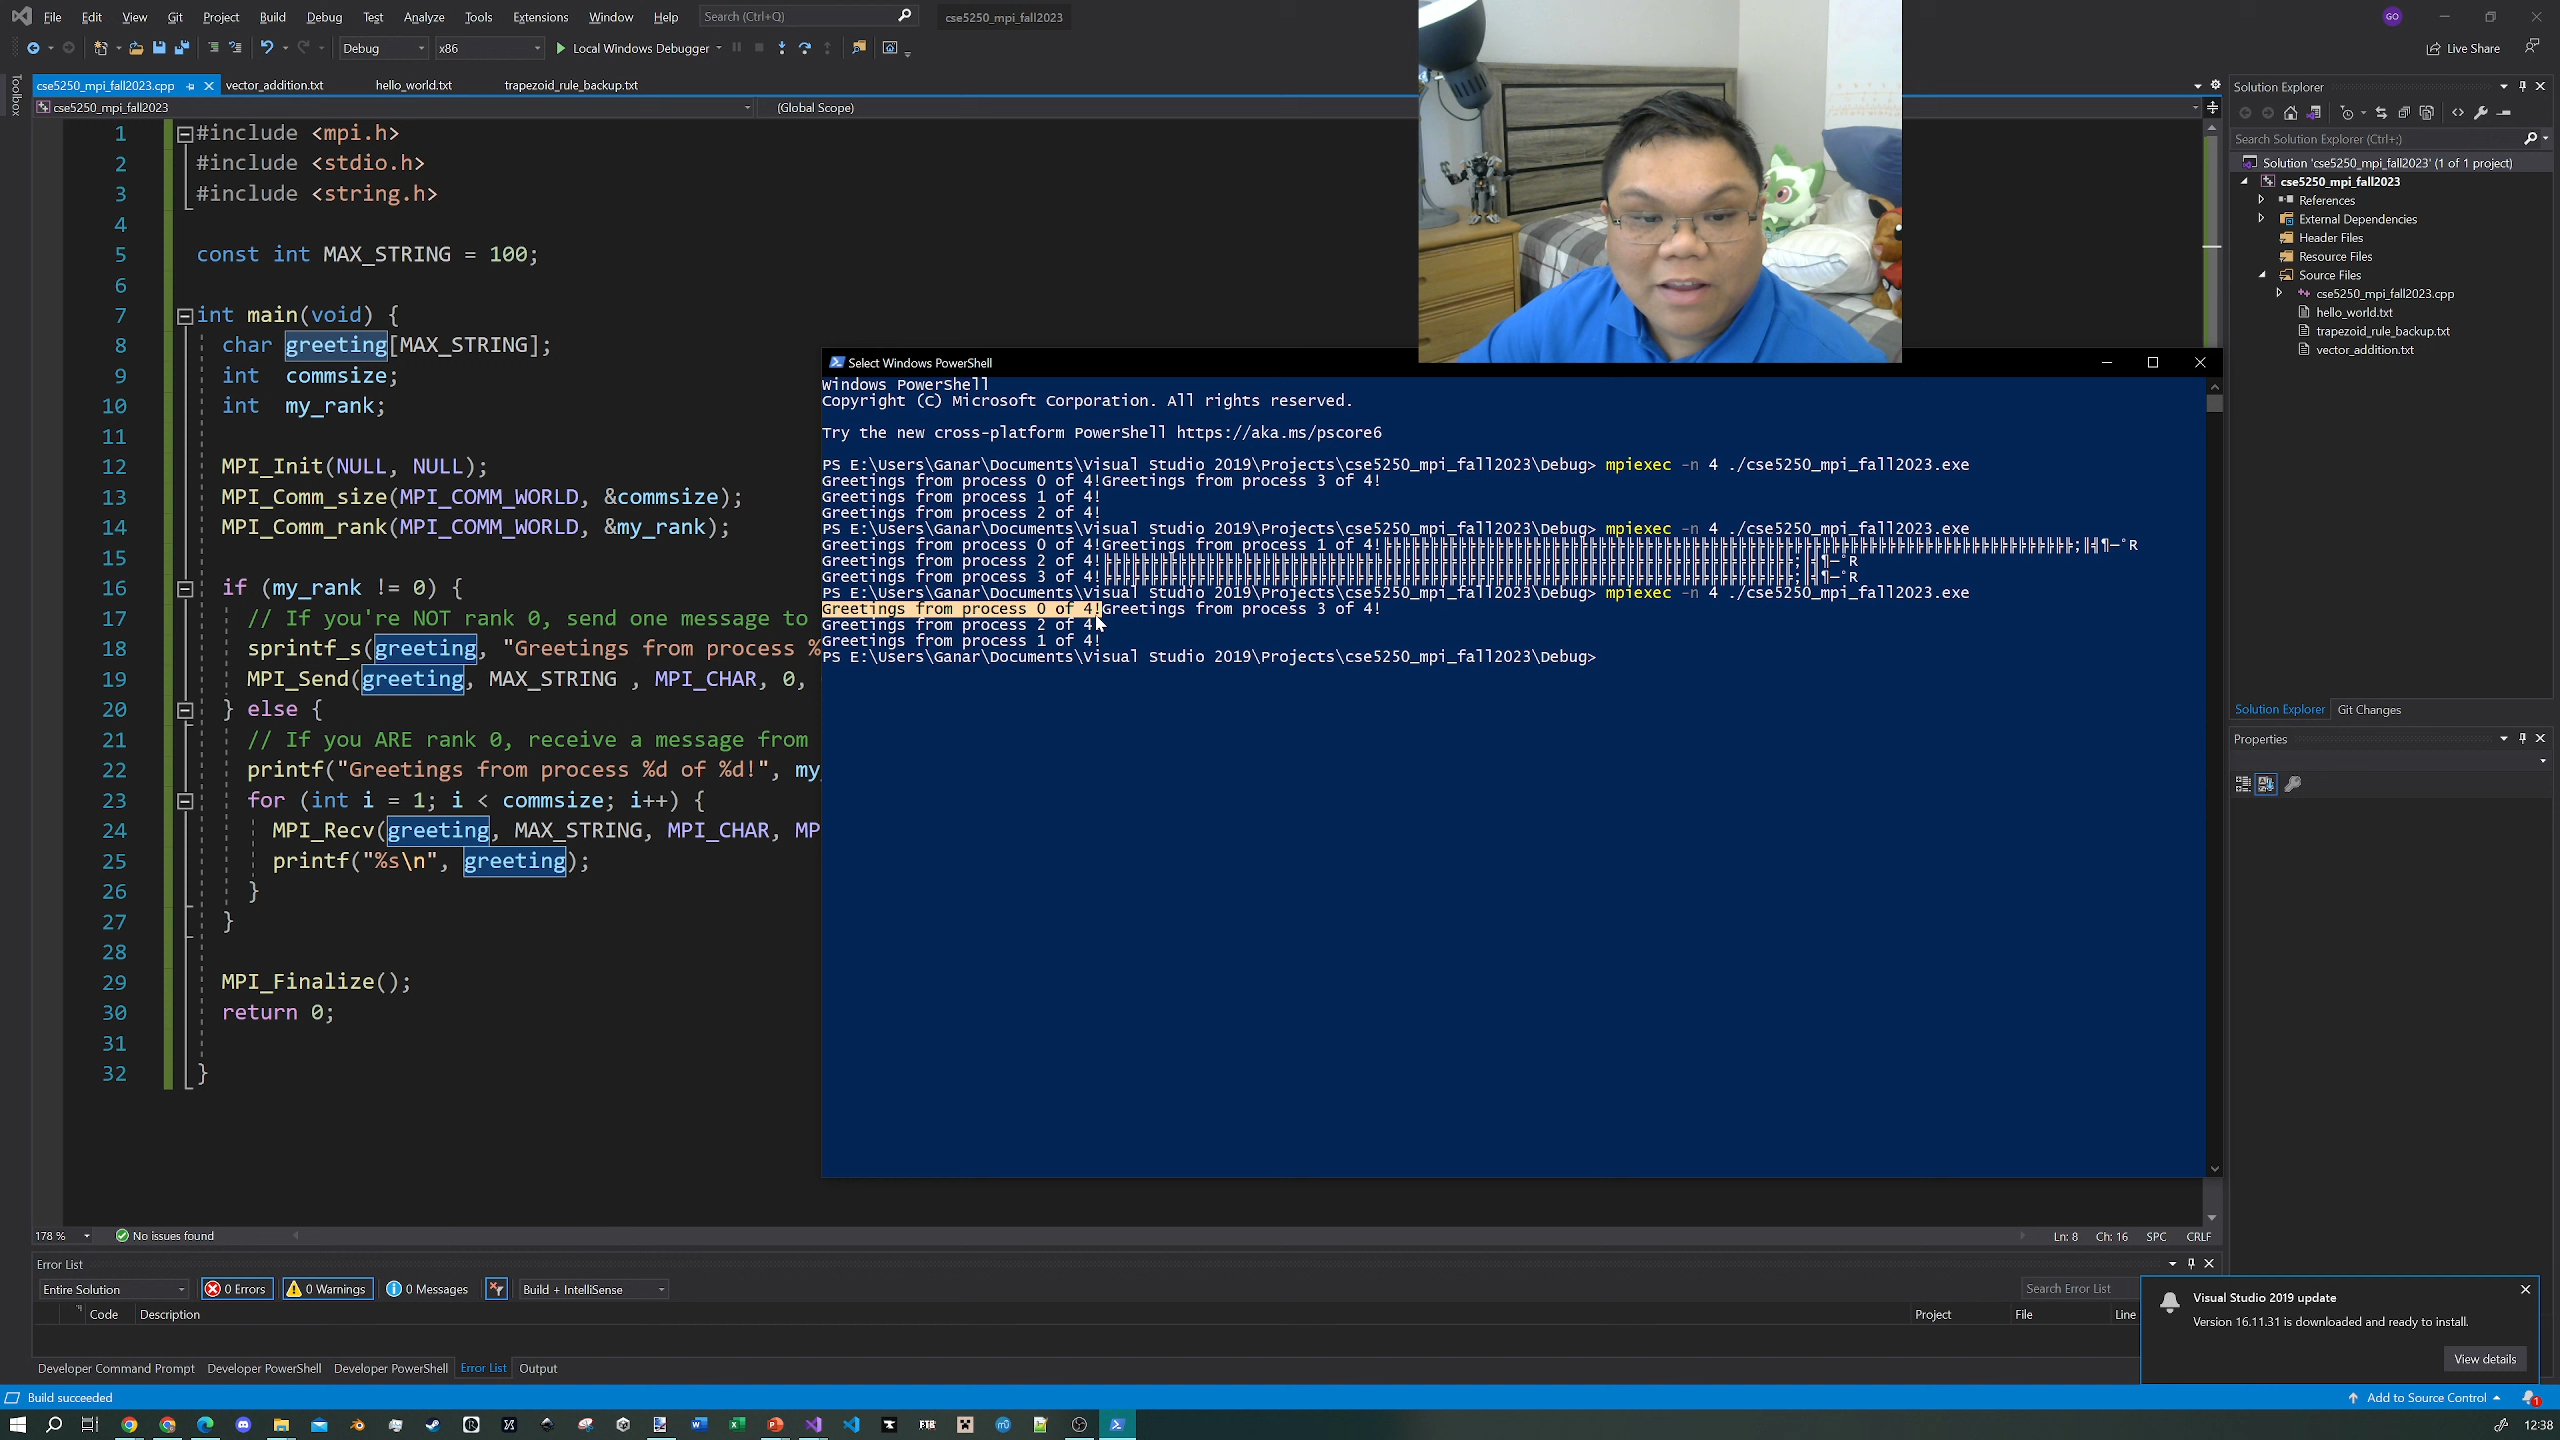 File Edit View Git Project Build Debug Test Analyze Tools Extensions Window Help Search (Ctrl+Q) cse5250_mpi_fall2023 GO
Debug x86 Local Windows Debugger Live Share
cse5250_mpi_fall2023.cpp vector_addition.txt hello_world.txt trapezoid_rule_backup.txt
cse5250_mpi_fall2023 (Global Scope)
Toolbox
1 #include <mpi.h>
2 #include <stdio.h>
3 #include <string.h>
4
5 const int MAX_STRING = 100;
6
7 int main(void) {
8 char greeting[MAX_STRING];
9 int commsize;
10 int my_rank;
11
12 MPI_Init(NULL, NULL);
13 MPI_Comm_size(MPI_COMM_WORLD, &commsize);
14 MPI_Comm_rank(MPI_COMM_WORLD, &my_rank);
15
16 if (my_rank != 0) {
17 // If you're NOT rank 0, send one message to
18 sprintf_s(greeting, "Greetings from process %
19 MPI_Send(greeting, MAX_STRING , MPI_CHAR, 0,
20 } else {
21 // If you ARE rank 0, receive a message from
22 printf("Greetings from process %d of %d!", my_
23 for (int i = 1; i < commsize; i++) {
24 MPI_Recv(greeting, MAX_STRING, MPI_CHAR, MP
25 printf("%s\n", greeting);
26 }
27 }
28
29 MPI_Finalize();
30 return 0;
31
32 }
Select Windows PowerShell
Windows PowerShell
Copyright (C) Microsoft Corporation. All rights reserved.
Try the new cross-platform PowerShell https://aka.ms/pscore6
PS E:\Users\Ganar\Documents\Visual Studio 2019\Projects\cse5250_mpi_fall2023\Debug> mpiexec -n 4 ./cse5250_mpi_fall2023.exe
Greetings from process 0 of 4!Greetings from process 3 of 4!
Greetings from process 1 of 4!
Greetings from process 2 of 4!
PS E:\Users\Ganar\Documents\Visual Studio 2019\Projects\cse5250_mpi_fall2023\Debug> mpiexec -n 4 ./cse5250_mpi_fall2023.exe
Greetings from process 0 of 4!Greetings from process 1 of 4!
Greetings from process 2 of 4!
Greetings from process 3 of 4!
PS E:\Users\Ganar\Documents\Visual Studio 2019\Projects\cse5250_mpi_fall2023\Debug> mpiexec -n 4 ./cse5250_mpi_fall2023.exe
Greetings from process 0 of 4!Greetings from process 3 of 4!
Greetings from process 2 of 4!
Greetings from process 1 of 4!
PS E:\Users\Ganar\Documents\Visual Studio 2019\Projects\cse5250_mpi_fall2023\Debug>
Solution Explorer
Search Solution Explorer (Ctrl+;)
Solution 'cse5250_mpi_fall2023' (1 of 1 project)
cse5250_mpi_fall2023
References
External Dependencies
Header Files
Resource Files
Source Files
cse5250_mpi_fall2023.cpp
hello_world.txt
trapezoid_rule_backup.txt
vector_addition.txt
Solution Explorer Git Changes
Properties
178 % No issues found Ln: 8 Ch: 16 SPC CRLF
Error List
Entire Solution 0 Errors 0 Warnings 0 Messages Build + IntelliSense Search Error List
Code Description Project File Line
Visual Studio 2019 update
Version 16.11.31 is downloaded and ready to install.
View details
Developer Command Prompt Developer PowerShell Developer PowerShell Error List Output
Build succeeded Add to Source Control 1
FTB 12:38